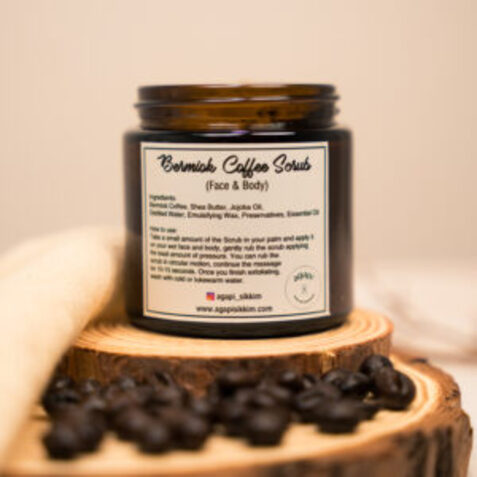 Bermiok Coffee Scrub
(Face & Body)
Ingredients:
Bermiok Coffee, Shea Butter, Jojoba Oil,
Distilled Water, Emulsifying Wax, Preservatives, Essential Oil
How to use:
Take a small amount of the Scrub in your palm and apply it
on your wet face and body, gently rub the scrub applying
the least amount of pressure. You can rub the
scrub in circular motion, continue the massage
for 10-15 seconds. Once you finish exfoliating,
wash with cold or lukewarm water.
agapi_sikkim
www.agapisikkim.com